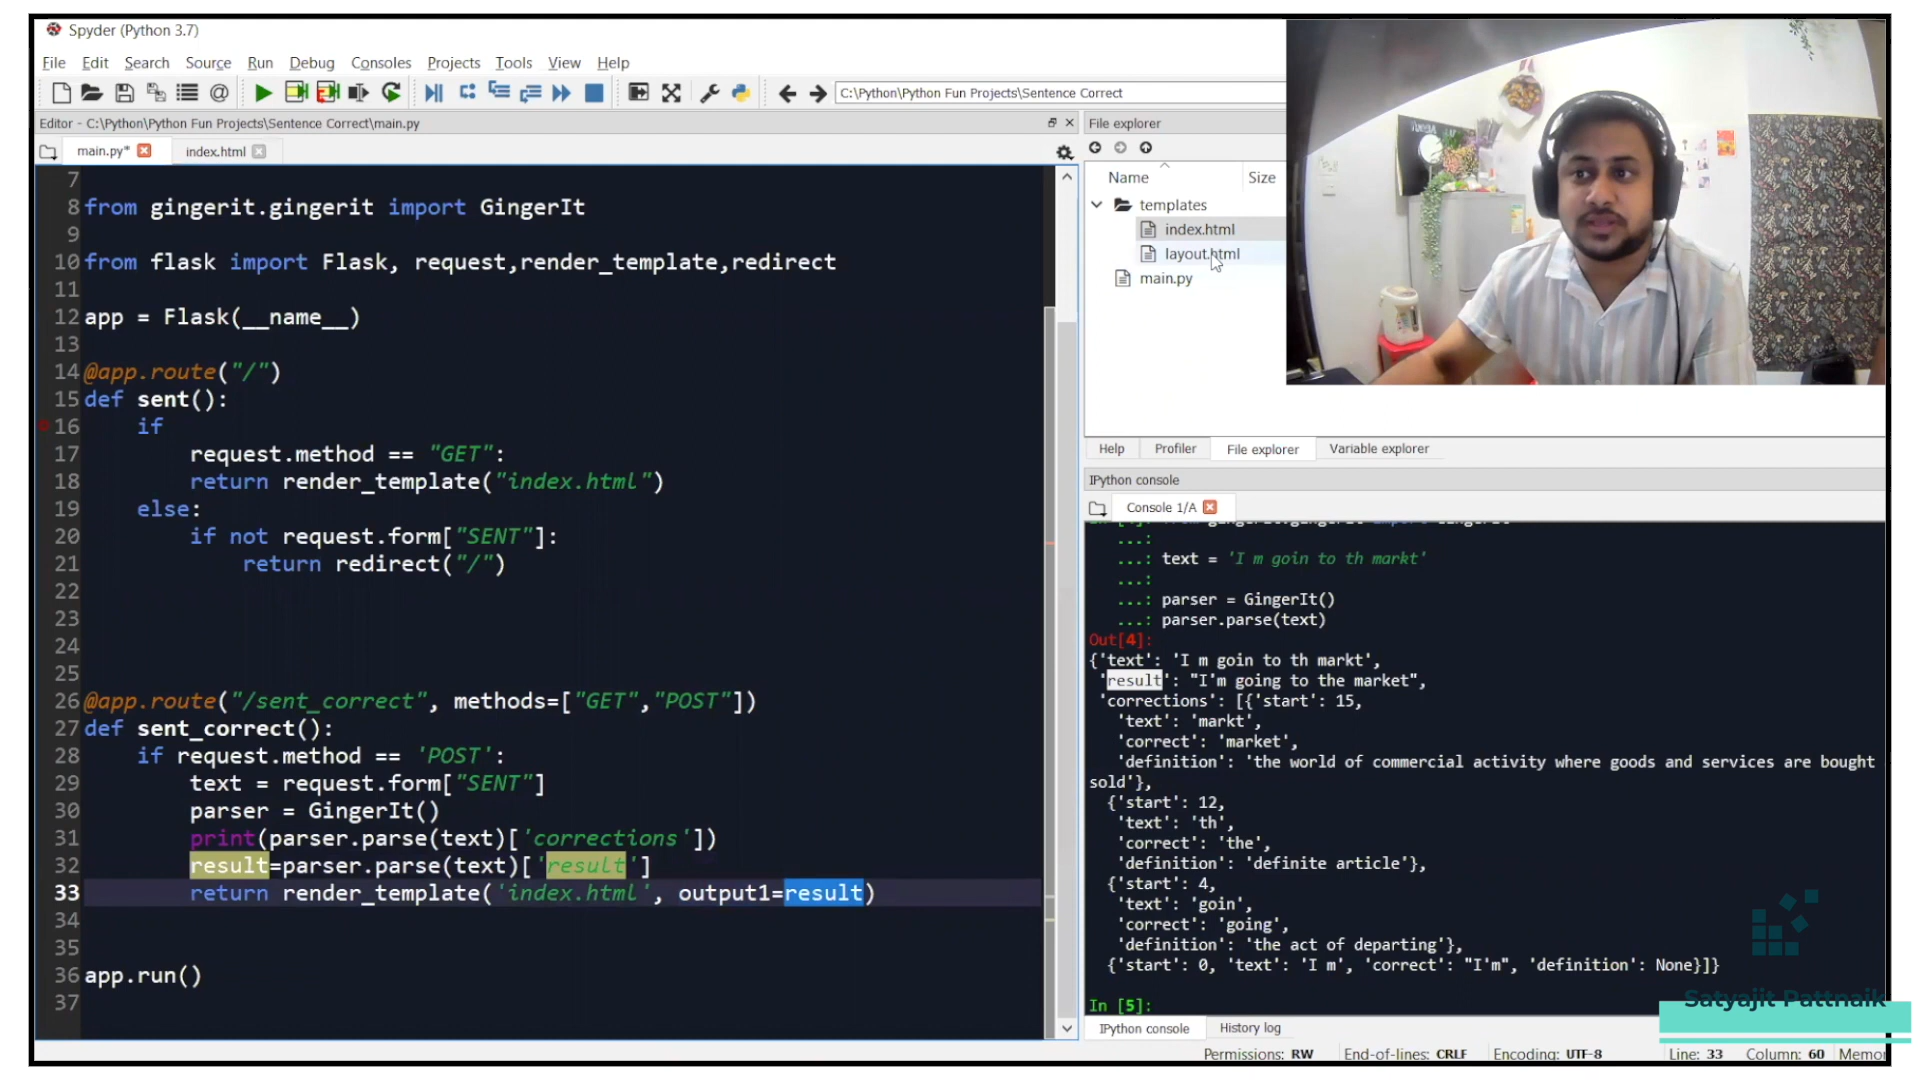 Spyder (Python 3.7)
File Edit Search Source Run Debug Consoles Projects Tools View Help
C:\Python\Python Fun Projects\Sentence Correct
Editor - C:\Python\Python Fun Projects\Sentence Correct\main.py
main.py*
index.html
7
8 from gingerit.gingerit import GingerIt
9
10 from flask import Flask, request,render_template,redirect
11
12 app = Flask(__name__)
13
14 @app.route("/")
15 def sent():
16 if
17 request.method == "GET":
18 return render_template("index.html")
19 else:
20 if not request.form["SENT"]:
21 return redirect("/")
22
23
24
25
26 @app.route("/sent_correct", methods=["GET","POST"])
27 def sent_correct():
28 if request.method == 'POST':
29 text = request.form["SENT"]
30 parser = GingerIt()
31 print(parser.parse(text)['corrections'])
32 result=parser.parse(text)['result']
33 return render_template('index.html', output1=result)
34
35
36 app.run()
37
File explorer
Name Size
templates
index.html
layout.html
main.py
Help Profiler File explorer Variable explorer
IPython console
Console 1/A
...:
...: text = 'I m goin to th markt'
...:
...: parser = GingerIt()
...: parser.parse(text)
Out[4]:
{'text': 'I m goin to th markt',
'result': "I'm going to the market",
'corrections': [{'start': 15,
'text': 'markt',
'correct': 'market',
'definition': 'the world of commercial activity where goods and services are bought
sold'},
{'start': 12,
'text': 'th',
'correct': 'the',
'definition': 'definite article'},
{'start': 4,
'text': 'goin',
'correct': 'going',
'definition': 'the act of departing'},
{'start': 0, 'text': 'I m', 'correct': "I'm", 'definition': None}]}
In [5]:
Satyajit Pattnaik
IPython console History log
Permissions: RW End-of-lines: CRLF Encoding: UTF-8 Line: 33 Column: 60 Memor